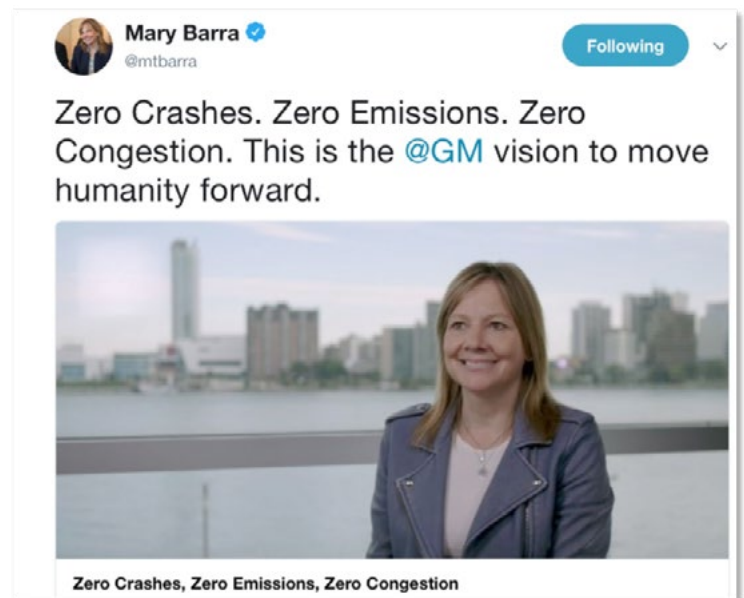 Mary Barra
@mtbarra
Following
Zero Crashes. Zero Emissions. Zero
Congestion. This is the @GM vision to move
humanity forward.
Zero Crashes, Zero Emissions, Zero Congestion